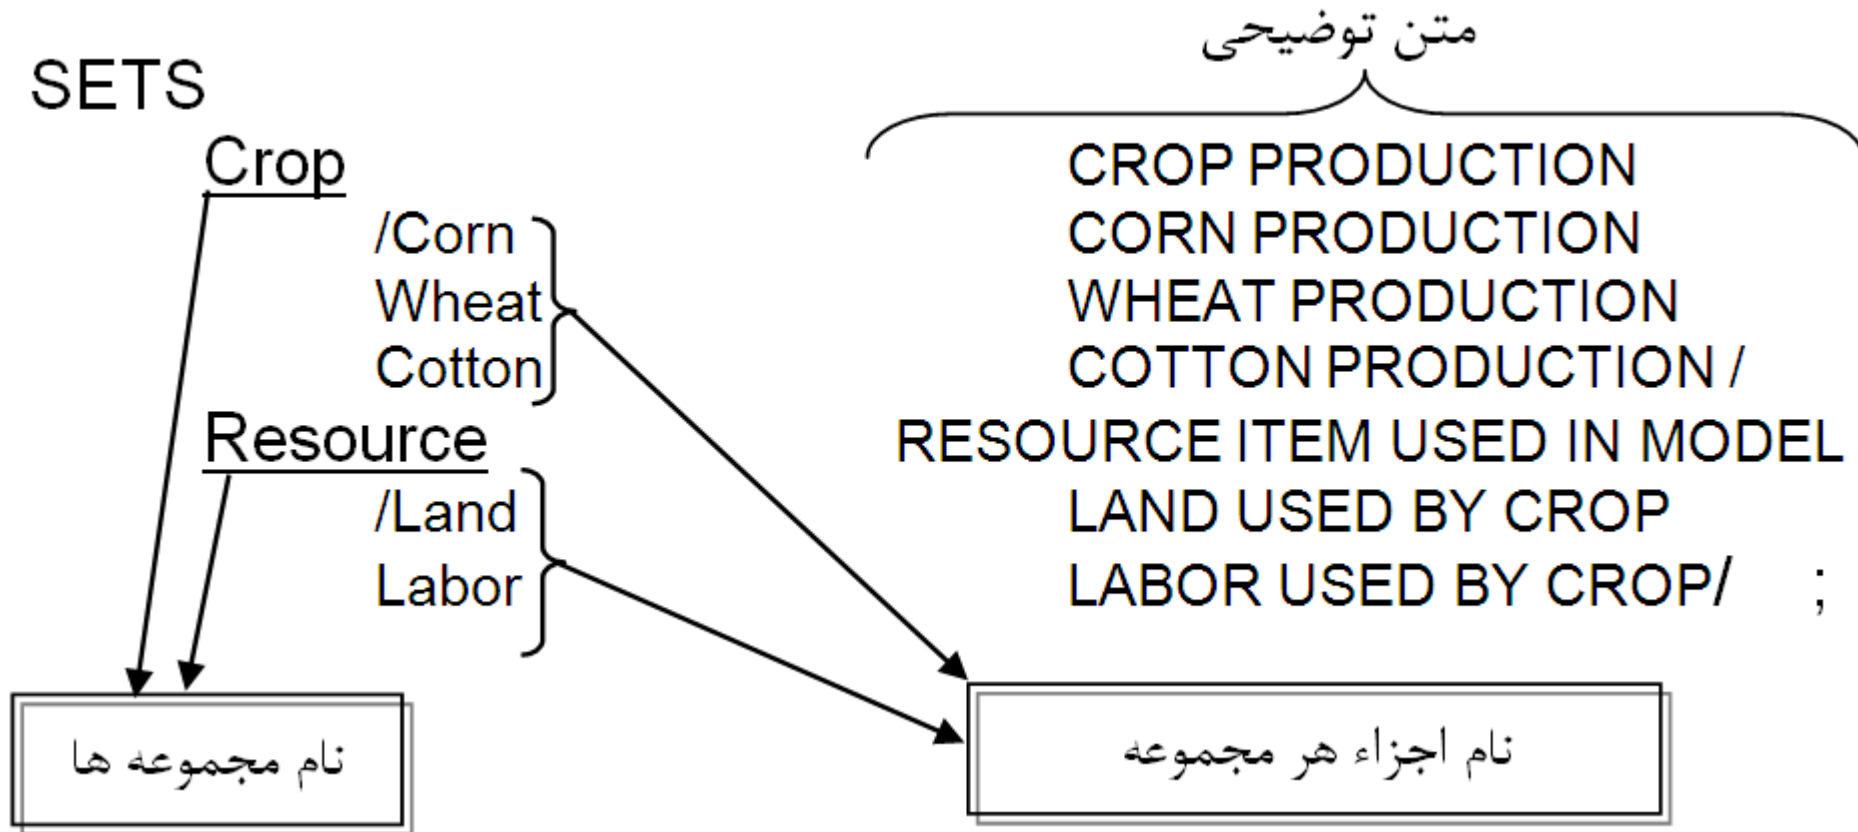 متن توضیحی
SETS
Crop CROP PRODUCTION
/Corn CORN PRODUCTION
Wheat WHEAT PRODUCTION
Cotton COTTON PRODUCTION /
Resource RESOURCE ITEM USED IN MODEL
/Land LAND USED BY CROP
Labor LABOR USED BY CROP/ ;
نام مجموعه ها
نام اجزاء هر مجموعه